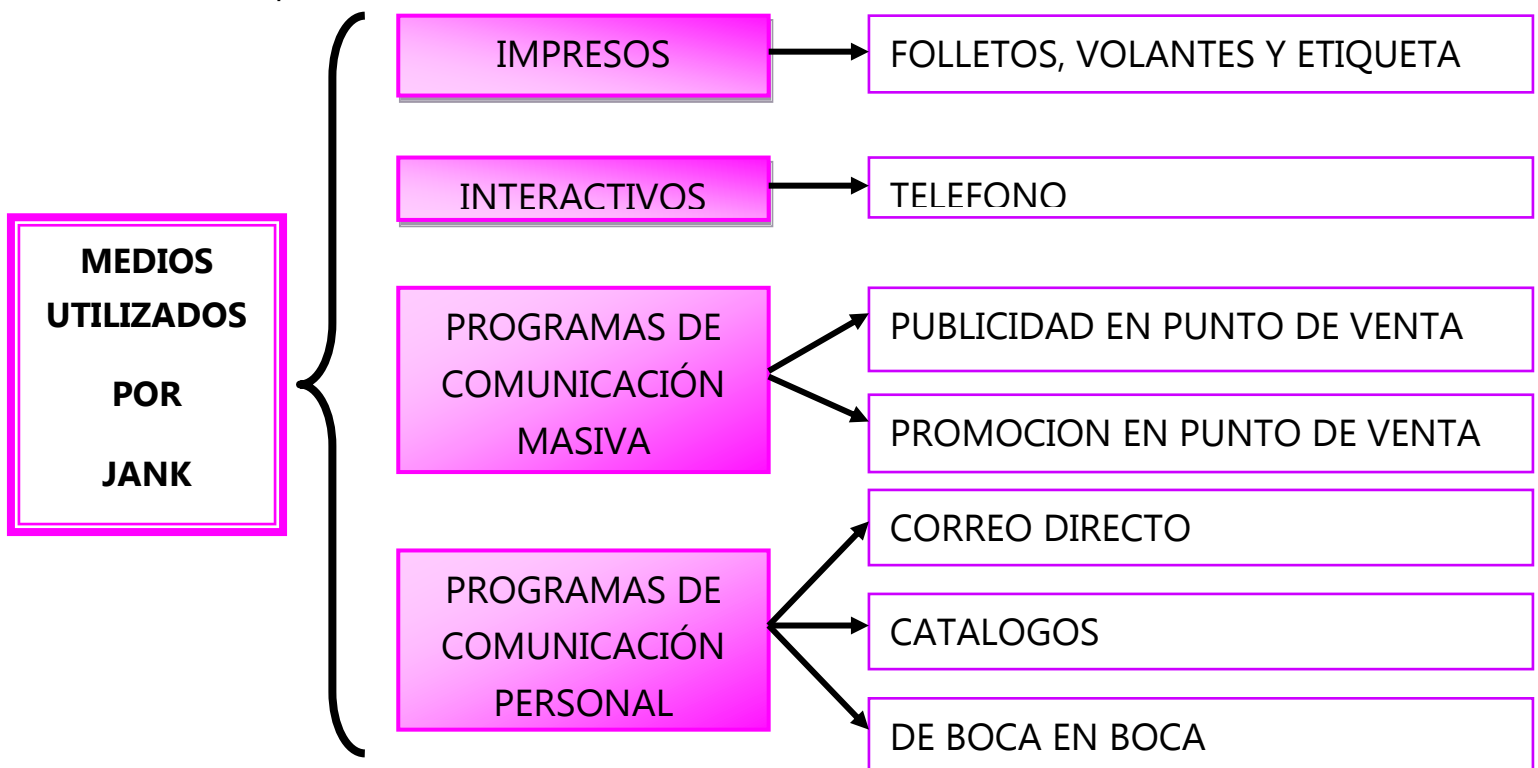 MEDIOS
UTILIZADOS
POR
JANK
IMPRESOS
FOLLETOS, VOLANTES Y ETIQUETA
INTERACTIVOS
TELEFONO
PROGRAMAS DE
COMUNICACIÓN
MASIVA
PUBLICIDAD EN PUNTO DE VENTA
PROMOCION EN PUNTO DE VENTA
PROGRAMAS DE
COMUNICACIÓN
PERSONAL
CORREO DIRECTO
CATALOGOS
DE BOCA EN BOCA